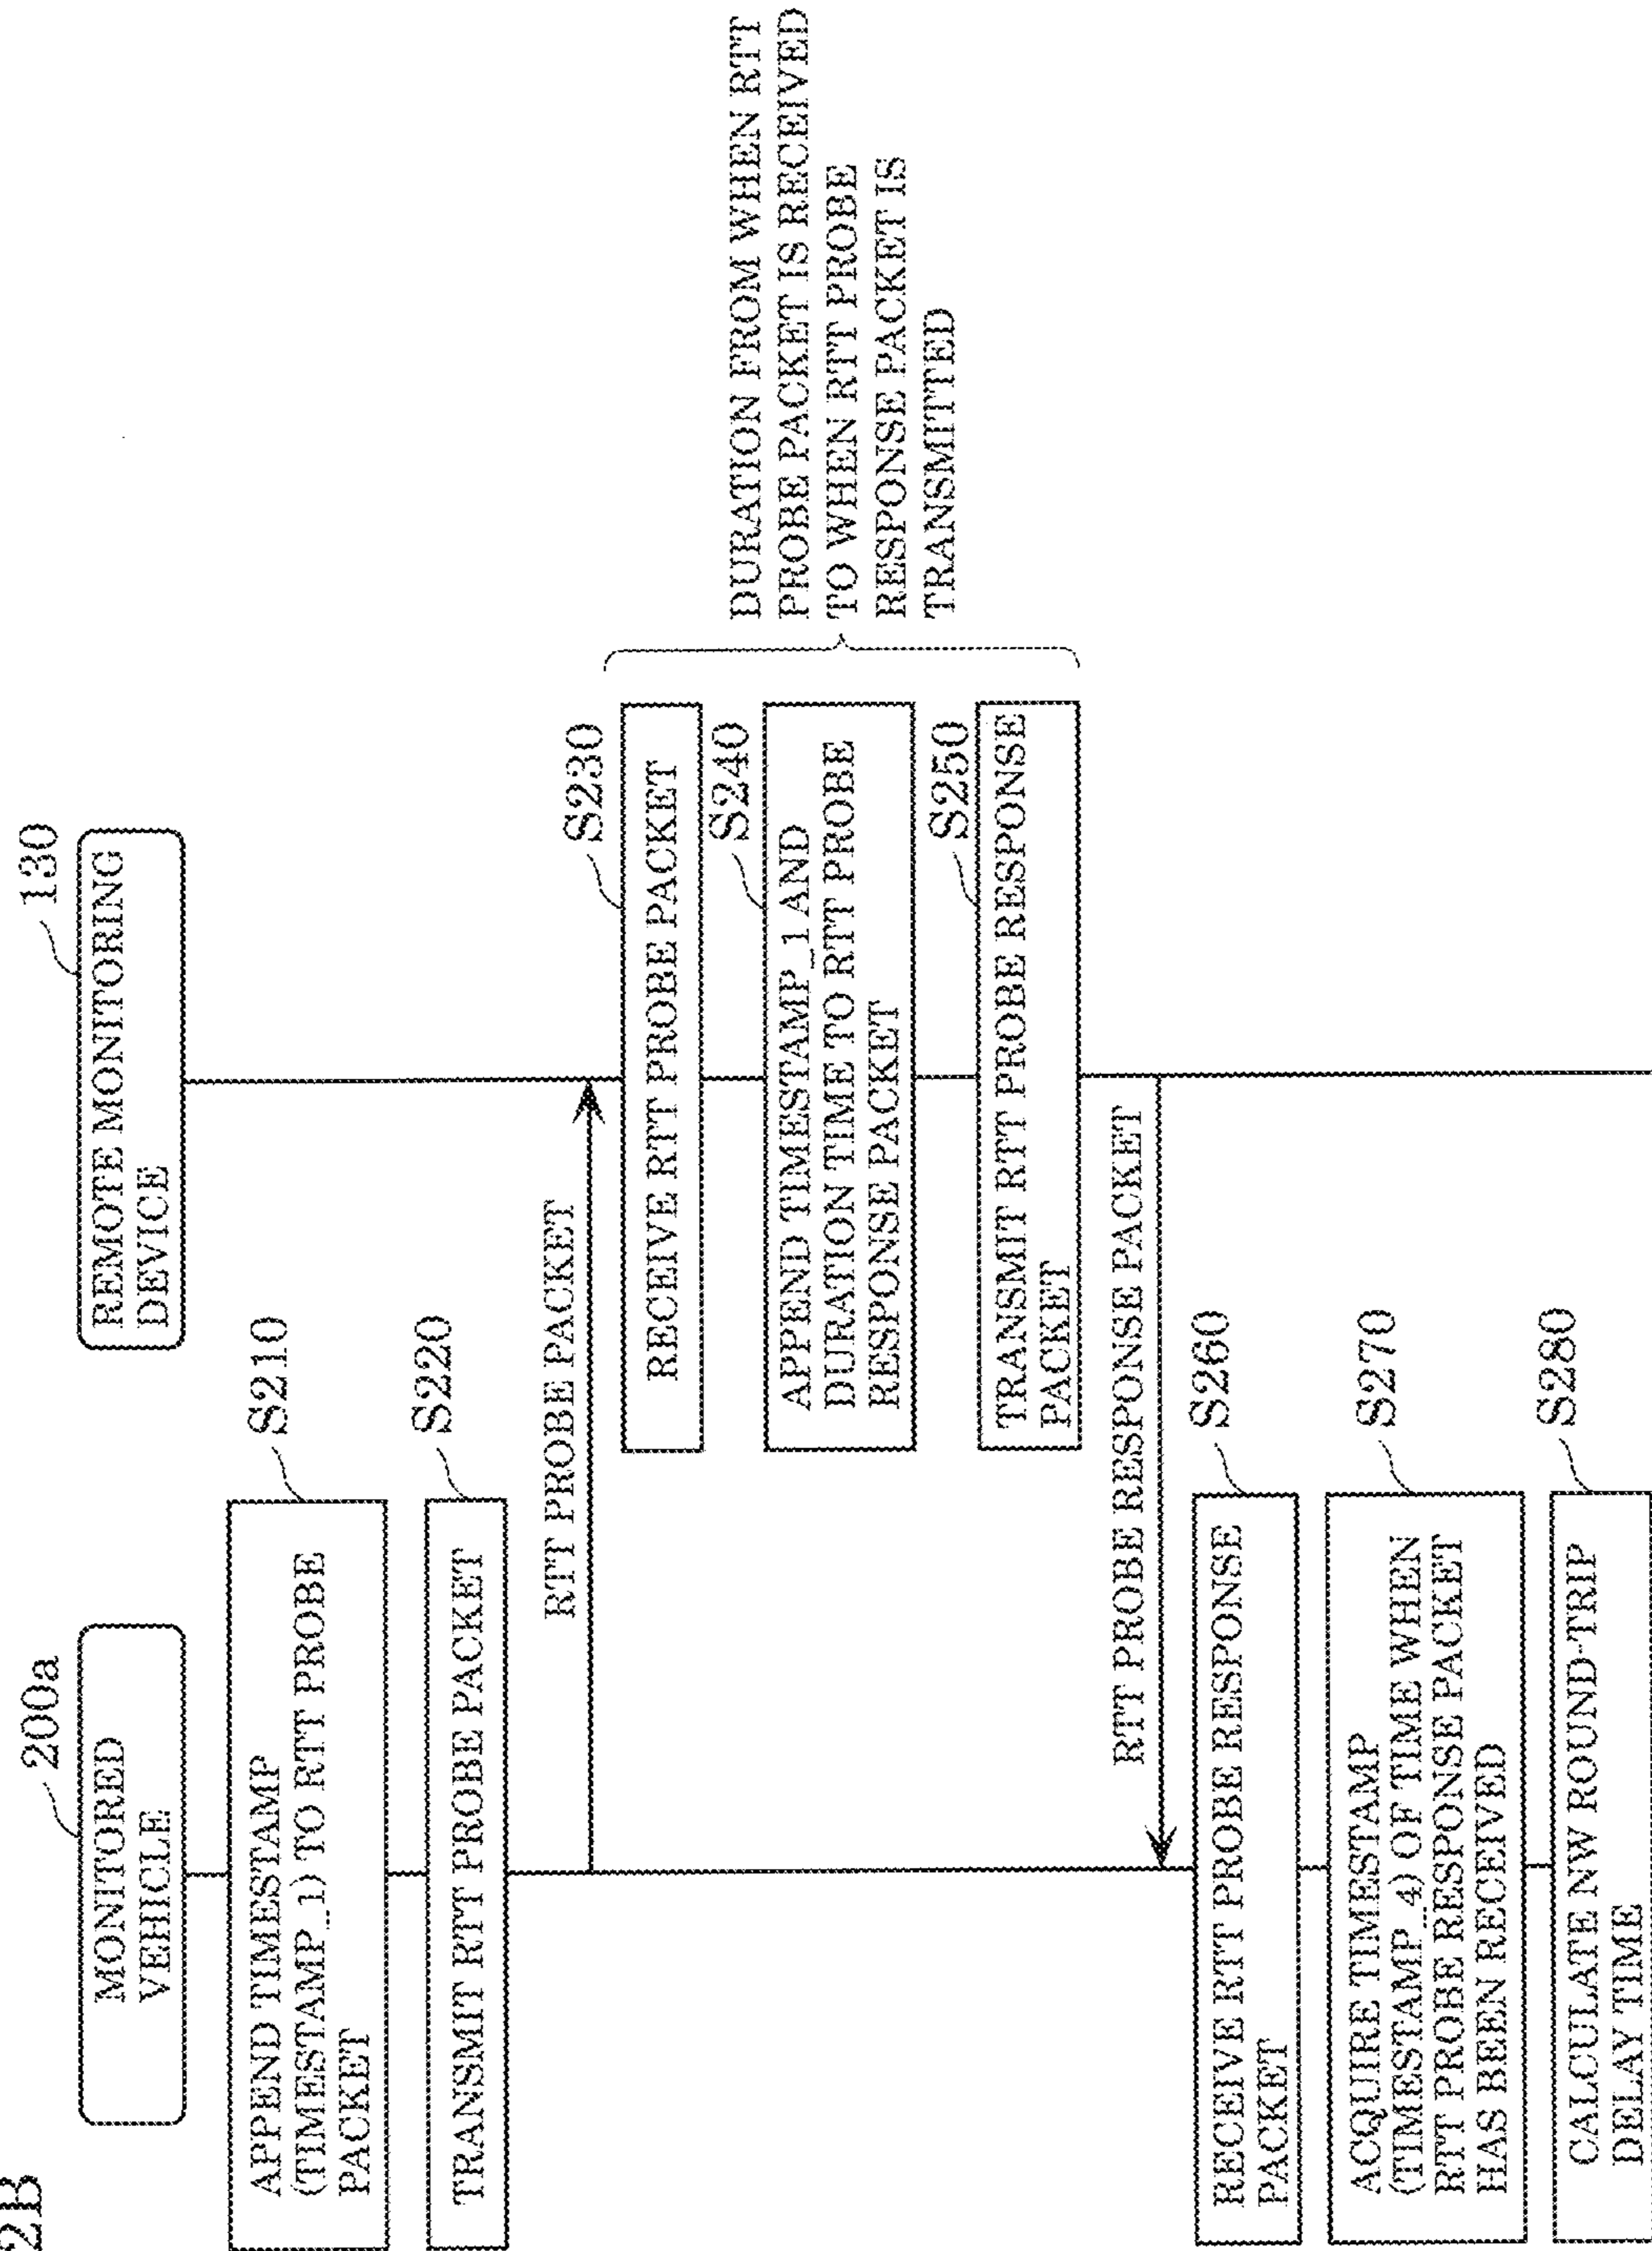 2B
200a
MONITORED
VEHICLE
130
REMOTE MONITORING
DEVICE
S210
APPEND TIMESTAMP
(TIMESTAMP_1) TO RTT PROBE
PACKET
S220
TRANSMIT RTT PROBE PACKET
RTT PROBE PACKET
S230
RECEIVE RTT PROBE PACKET
S240
APPEND TIMESTAMP_1 AND
DURATION TIME TO RTT PROBE
RESPONSE PACKET
S250
TRANSMIT RTT PROBE RESPONSE
PACKET
DURATION FROM WHEN RTT
PROBE PACKET IS RECEIVED
TO WHEN RTT PROBE
RESPONSE PACKET IS
TRANSMITTED
RTT PROBE RESPONSE PACKET
S260
RECEIVE RTT PROBE RESPONSE
PACKET
S270
ACQUIRE TIMESTAMP
(TIMESTAMP_4) OF TIME WHEN
RTT PROBE RESPONSE PACKET
HAS BEEN RECEIVED
S280
CALCULATE NW ROUND-TRIP
DELAY TIME